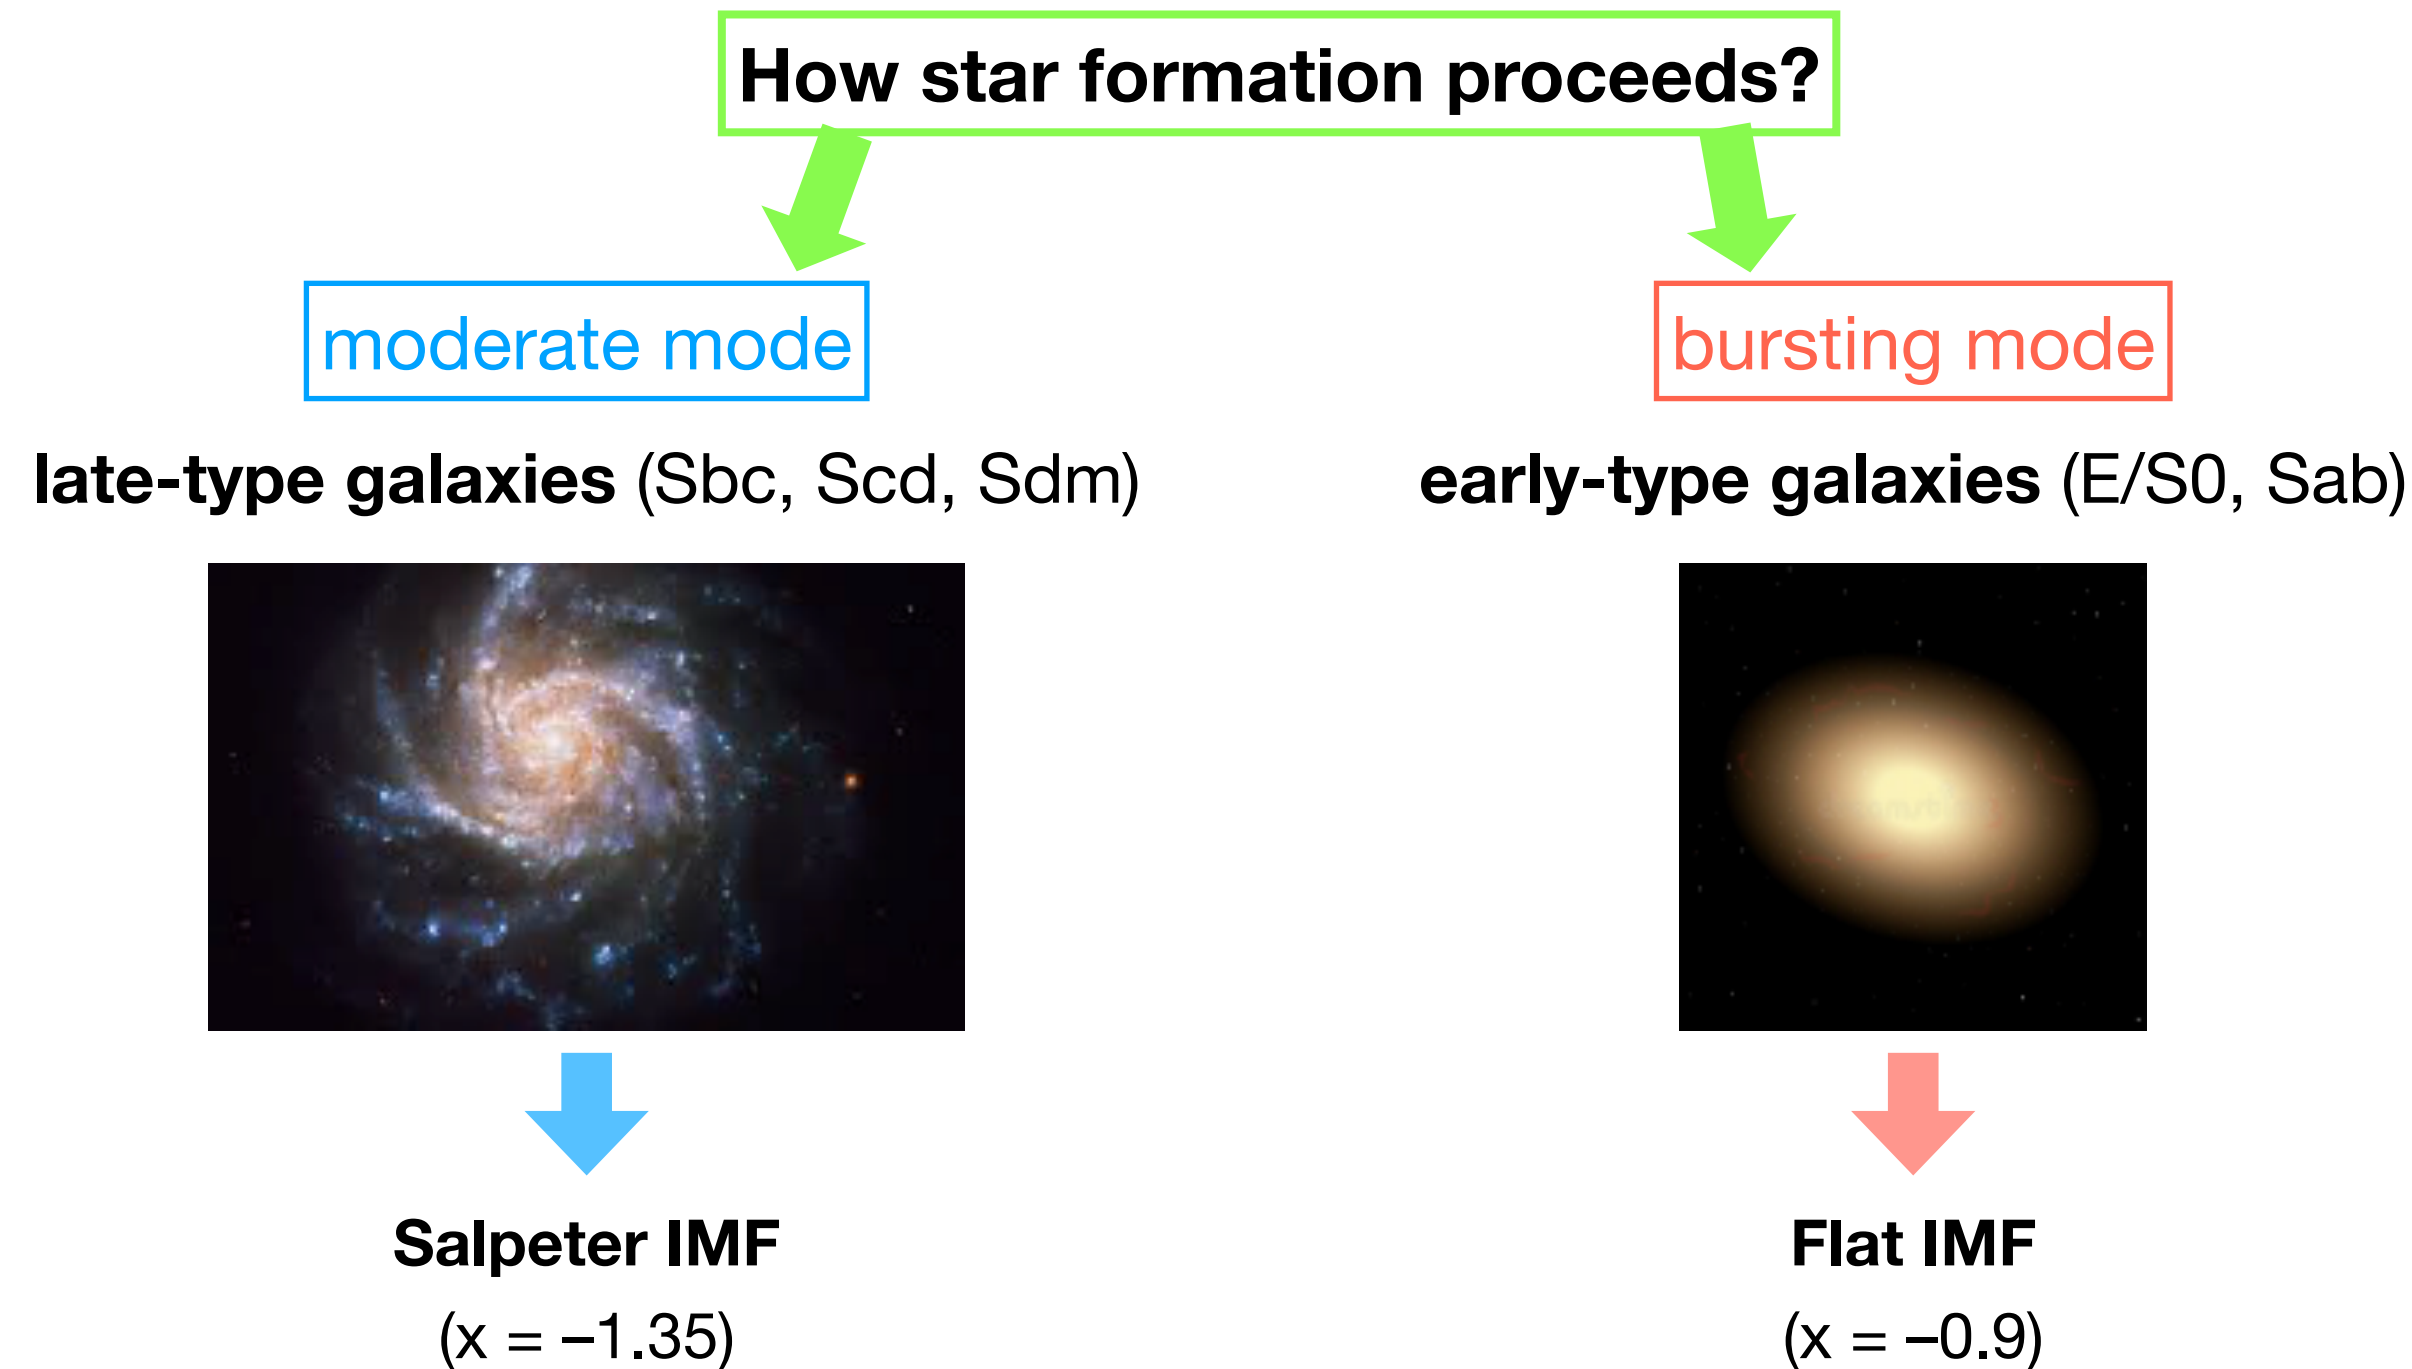 How star formation proceeds?
moderate mode
bursting mode
late-type galaxies (Sbc, Scd, Sdm)
early-type galaxies (E/S0, Sab)
Salpeter IMF
(x = –1.35)
Flat IMF
(x = –0.9)